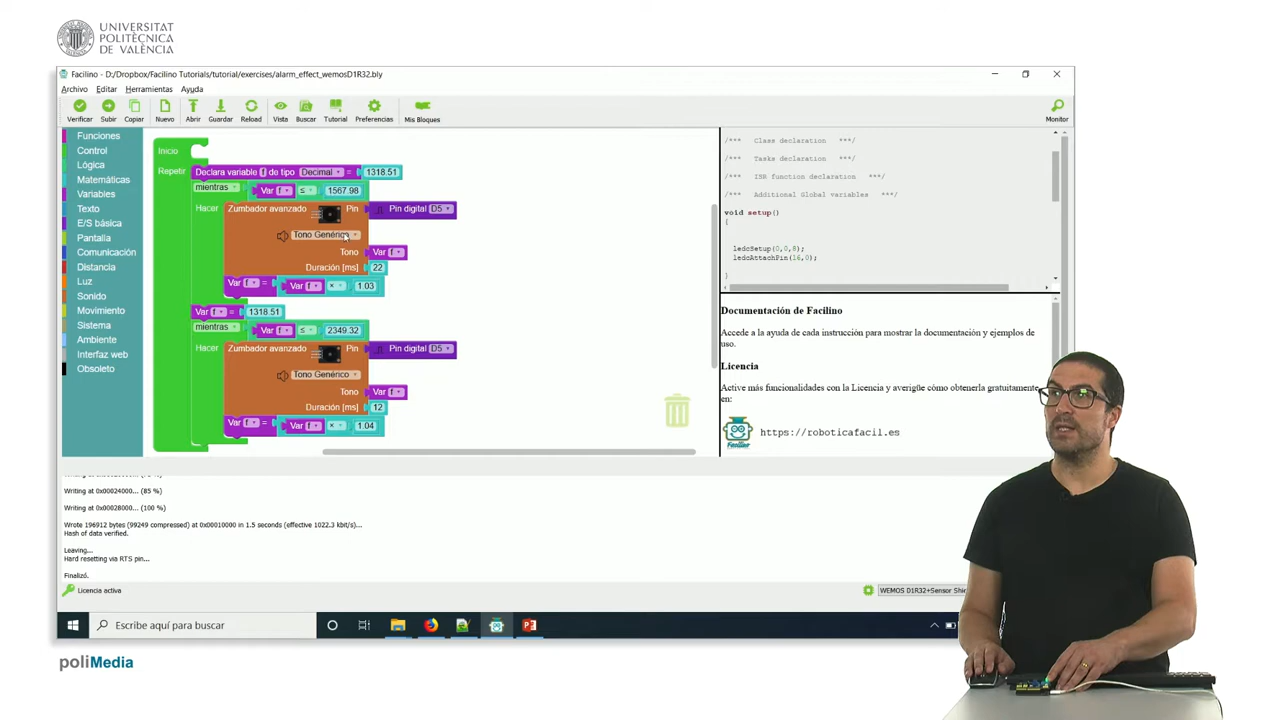 UNIVERSITAT
POLITÈCNICA
DE VALÈNCIA
Facilino - D:/Dropbox/Facilino Tutorials/tutorial/exercises/alarm_effect_wemosD1R32.bly
Archivo Editar Herramientas Ayuda
Verificar Subir Copiar Nuevo Abrir Guardar Reload Vista Buscar Tutorial Preferencias Mis Bloques Monitor
Funciones
Control
Lógica
Matemáticas
Variables
Texto
E/S básica
Pantalla
Comunicación
Distancia
Luz
Sonido
Movimiento
Sistema
Ambiente
Interfaz web
Obsoleto
Inicio
Repetir Declara variable f de tipo Decimal = 1318.51
mientras Var f ≤ 1567.98
Hacer Zumbador avanzado Pin Pin digital D5
Tono Genérico
Tono Var f
Duración [ms] 22
Var f = Var f × 1.03
Var f = 1318.51
mientras Var f ≤ 2349.32
Hacer Zumbador avanzado Pin Pin digital D5
Tono Genérico
Tono Var f
Duración [ms] 12
Var f = Var f × 1.04
/*** Class declaration ***/
/*** Tasks declaration ***/
/*** ISR function declaration ***/
/*** Additional Global variables ***/
void setup()
{
ledcSetup(0,0,8);
ledcAttachPin(16,0);
}
Documentación de Facilino
Accede a la ayuda de cada instrucción para mostrar la documentación y ejemplos de
uso.
Licencia
Active más funcionalidades con la Licencia y averigüe cómo obtenerla gratuitamente
en:
https://roboticafacil.es
Writing at 0x00024000... (85 %)
Writing at 0x00028000... (100 %)
Wrote 196912 bytes (99249 compressed) at 0x00010000 in 1.5 seconds (effective 1022.3 kbit/s)...
Hash of data verified.
Leaving...
Hard resetting via RTS pin...
Finalizó.
Licencia activa
WEMOS D1R32+Sensor Shi
Escribe aquí para buscar
poliMedia